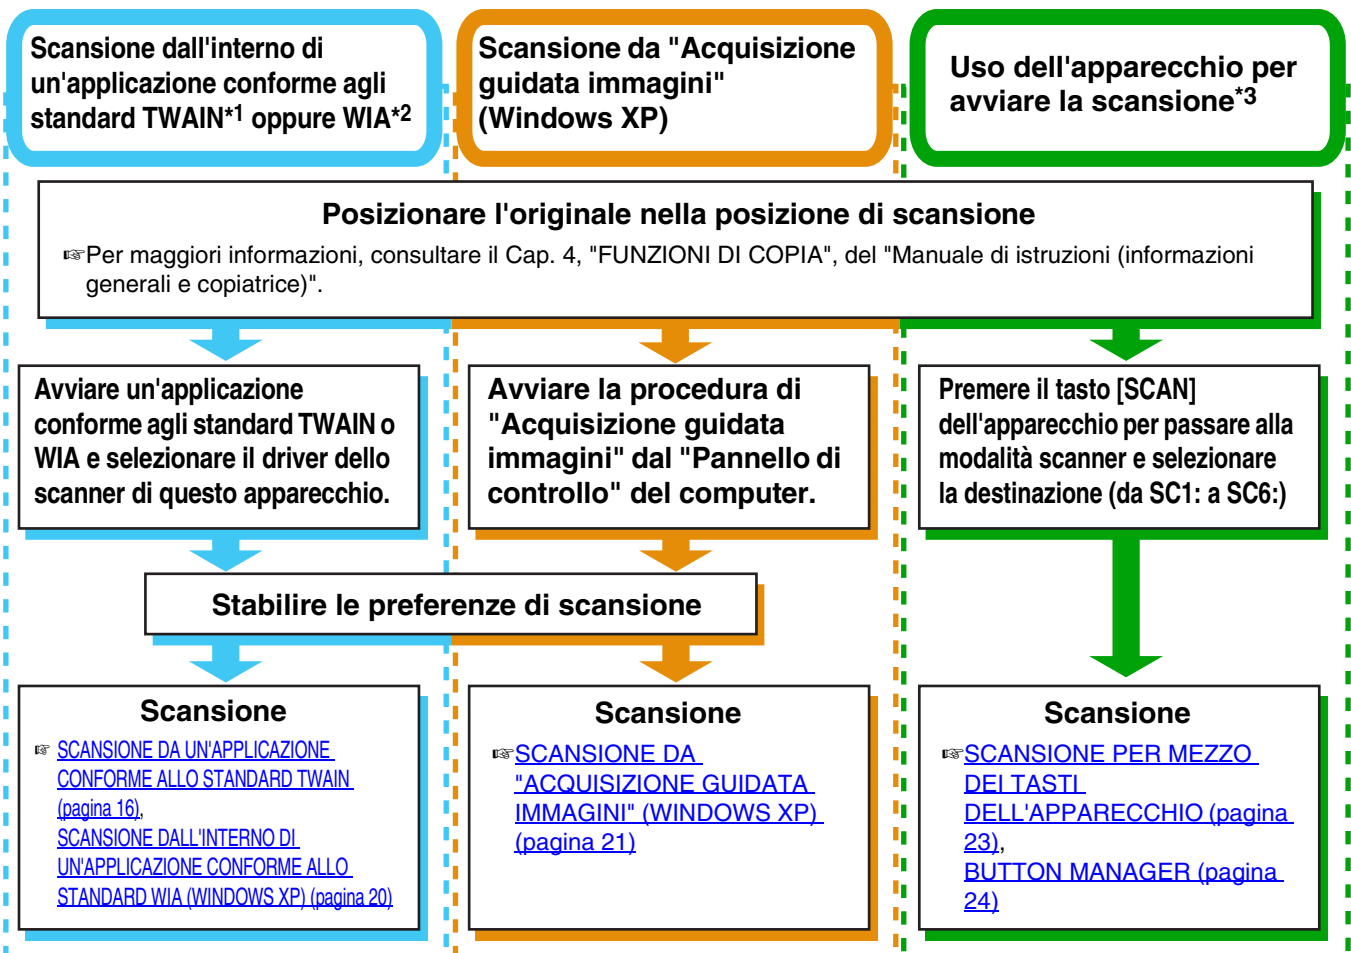 Scansione dall'interno di
un'applicazione conforme agli
standard TWAIN*1 oppure WIA*2
Scansione da "Acquisizione
guidata immagini"
(Windows XP)
Uso dell'apparecchio per
avviare la scansione*3
Posizionare l'originale nella posizione di scansione
☞Per maggiori informazioni, consultare il Cap. 4, "FUNZIONI DI COPIA", del "Manuale di istruzioni (informazioni
generali e copiatrice)".
Avviare un'applicazione
conforme agli standard TWAIN o
WIA e selezionare il driver dello
scanner di questo apparecchio.
Avviare la procedura di
"Acquisizione guidata
immagini" dal "Pannello di
controllo" del computer.
Premere il tasto [SCAN]
dell'apparecchio per passare alla
modalità scanner e selezionare
la destinazione (da SC1: a SC6:)
Stabilire le preferenze di scansione
Scansione
☞ SCANSIONE DA UN'APPLICAZIONE
CONFORME ALLO STANDARD TWAIN
(pagina 16),
SCANSIONE DALL'INTERNO DI
UN'APPLICAZIONE CONFORME ALLO
STANDARD WIA (WINDOWS XP) (pagina 20)
Scansione
☞SCANSIONE DA
"ACQUISIZIONE GUIDATA
IMMAGINI" (WINDOWS XP)
(pagina 21)
Scansione
☞SCANSIONE PER MEZZO
DEI TASTI
DELL'APPARECCHIO (pagina
23),
BUTTON MANAGER (pagina
24)